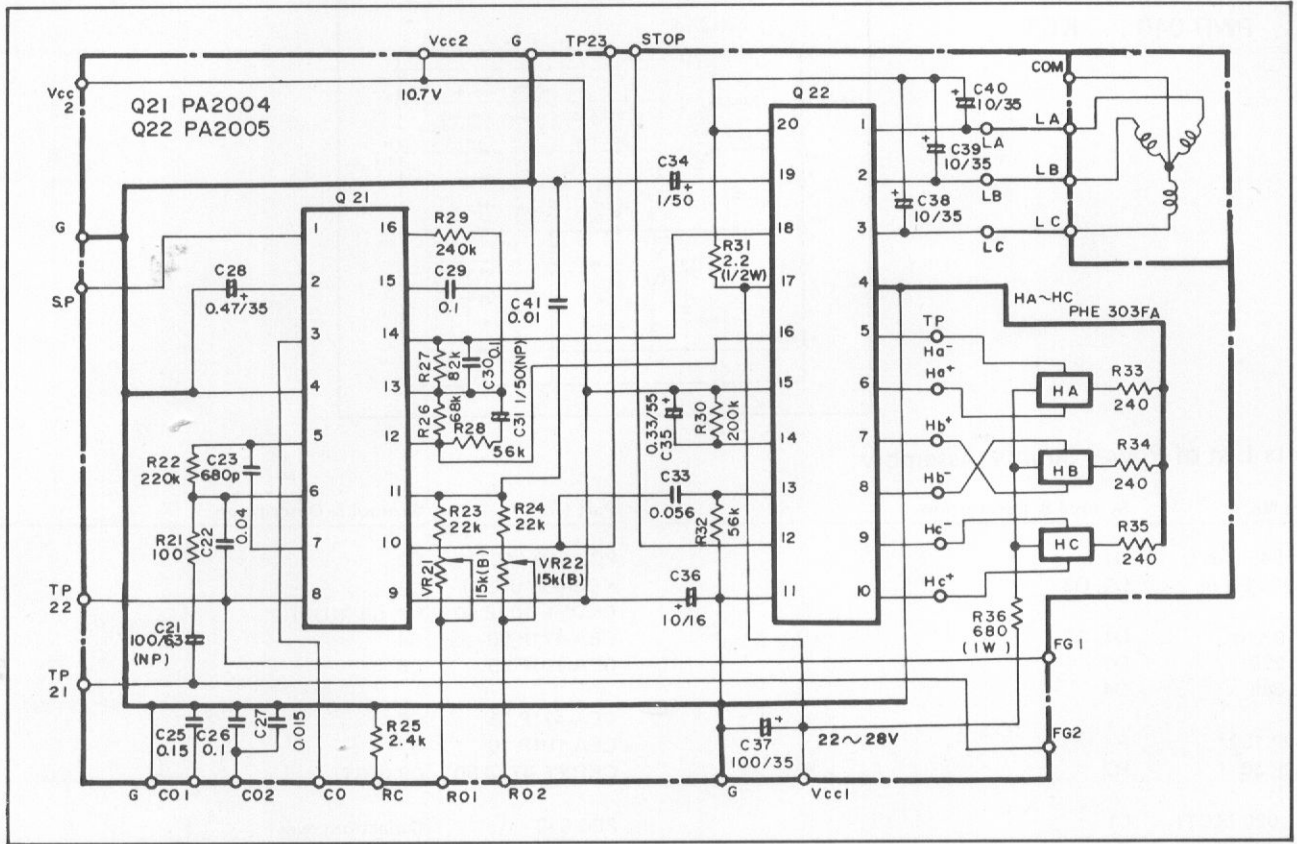 Vcc2
G
TP23
STOP
COM
Vcc
2
10.7V
Q21 PA2004
Q22 PA2005
Q22
C40
10/35
LA
LA
C39
10/35
LB
LB
C38
10/35
LC
LC
20
19
18
17
16
15
14
13
12
11
1
2
3
4
5
6
7
8
9
10
C34
1/50
R31
2.2
(1/2W)
G
S.P
Q21
1
2
3
4
5
6
7
8
16
15
14
13
12
11
10
9
R29
240k
C29
0.1
C41
0.01
C28
0.47/35
R27
82k
C30
0.1
R26
68k
R28
56k
C31 1/50(NP)
0.33/55
C35
R30
200k
C33
0.056
R32
56k
HA~HC
PHE 303FA
TP
Ha-
Ha+
Hb+
Hb-
Hc-
Hc+
HA
HB
HC
R33
240
R34
240
R35
240
R36
680
(1W)
R22
220k
C23
680p
R21
100
C22
0.04
C21
100/63
(NP)
R23
22k
R24
22k
VR21
15k(B)
VR22
15k(B)
C36
10/16
TP
22
TP
21
FG1
FG2
C25
0.15
C26
0.1
C27
0.015
R25
2.4k
C37
100/35
22~28V
G
CO1
CO2
CO
RC
RO1
RO2
G
Vcc1